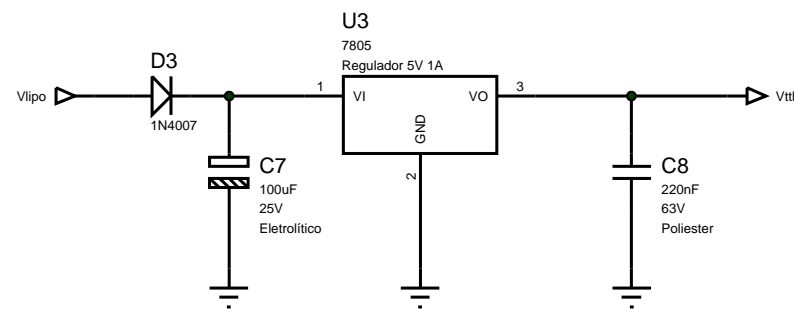 U3
7805
Regulador 5V 1A
D3
1N4007
Vlipo
1
VI
VO
3
Vttl
GND
2
C7
100uF
25V
Eletrolítico
C8
220nF
63V
Poliester